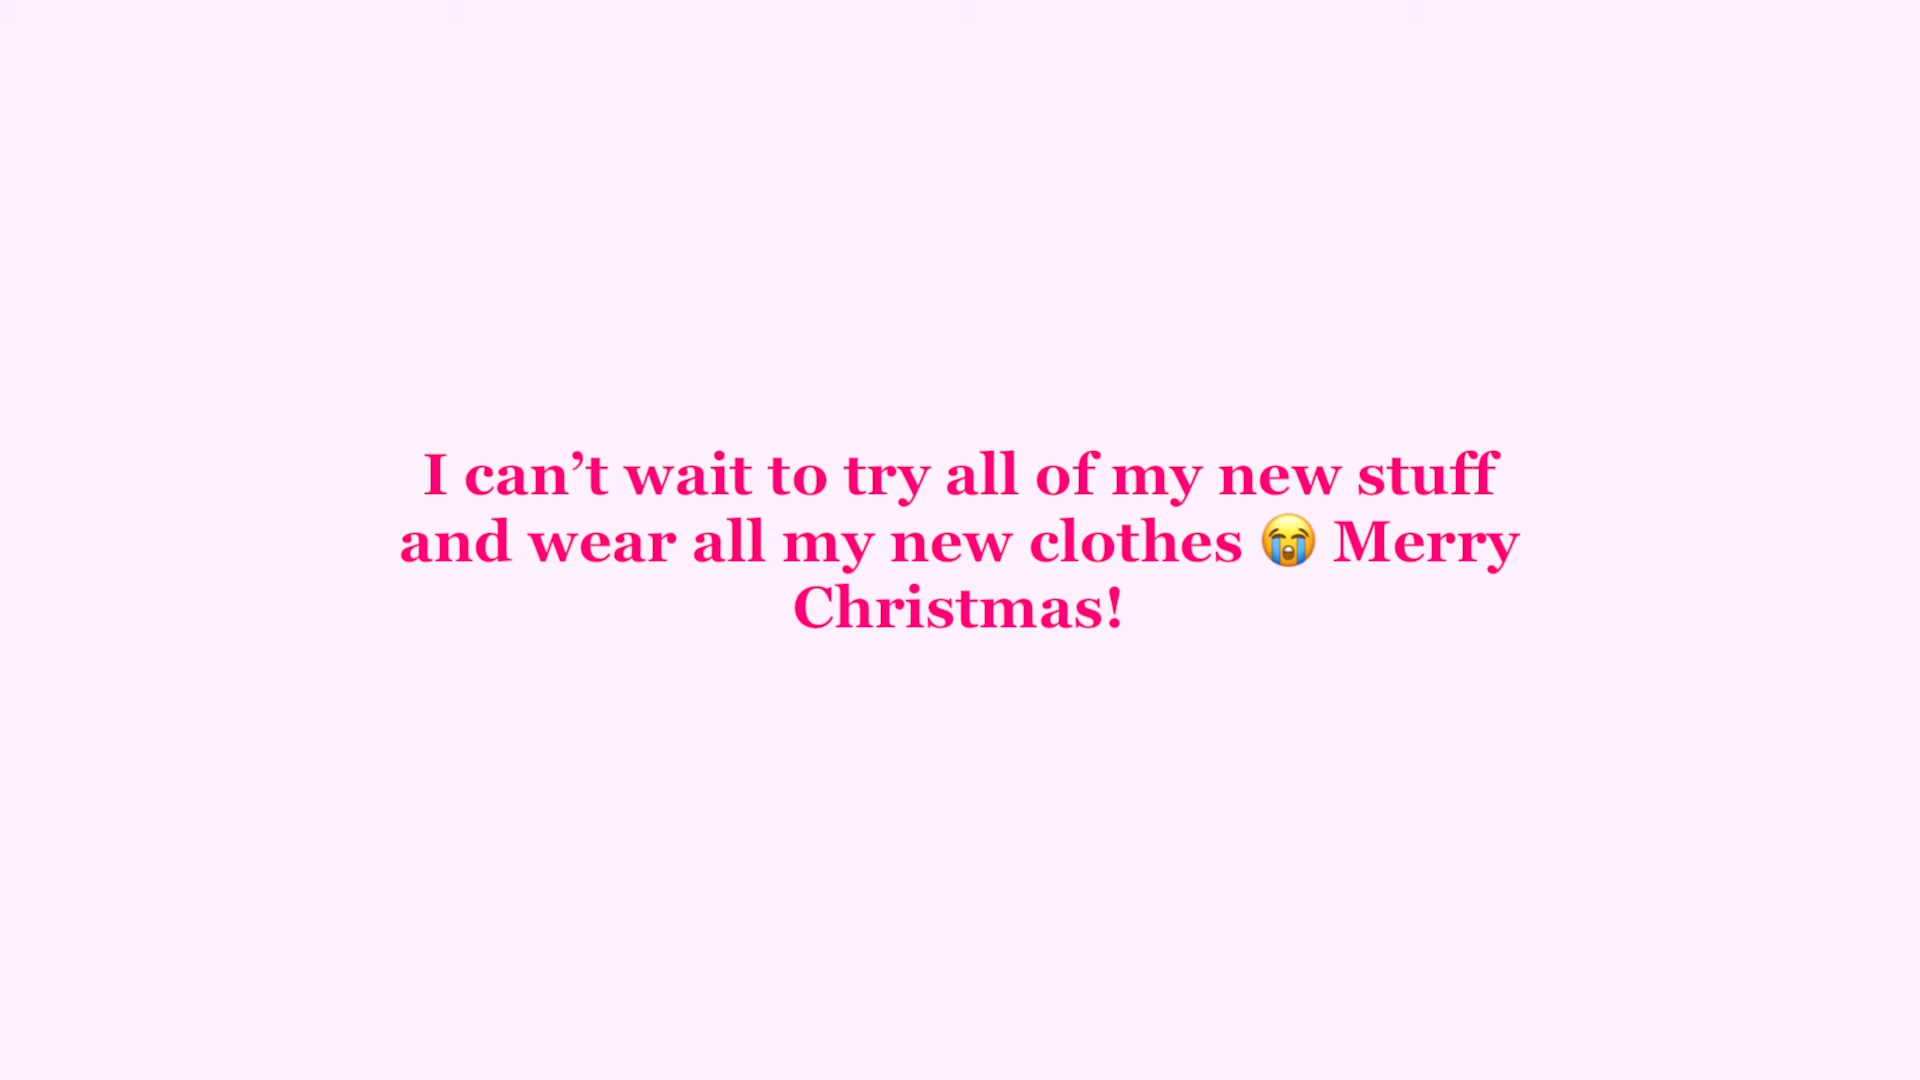 I can’t wait to try all of my new stuff
and wear all my new clothes 😭 Merry
Christmas!